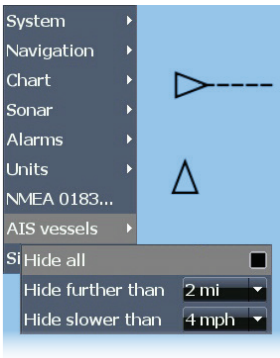 System
Navigation
Chart
Sonar
Alarms
Units
NMEA 0183...
AIS vessels
Si
Hide all
Hide further than 2 mi
Hide slower than 4 mph